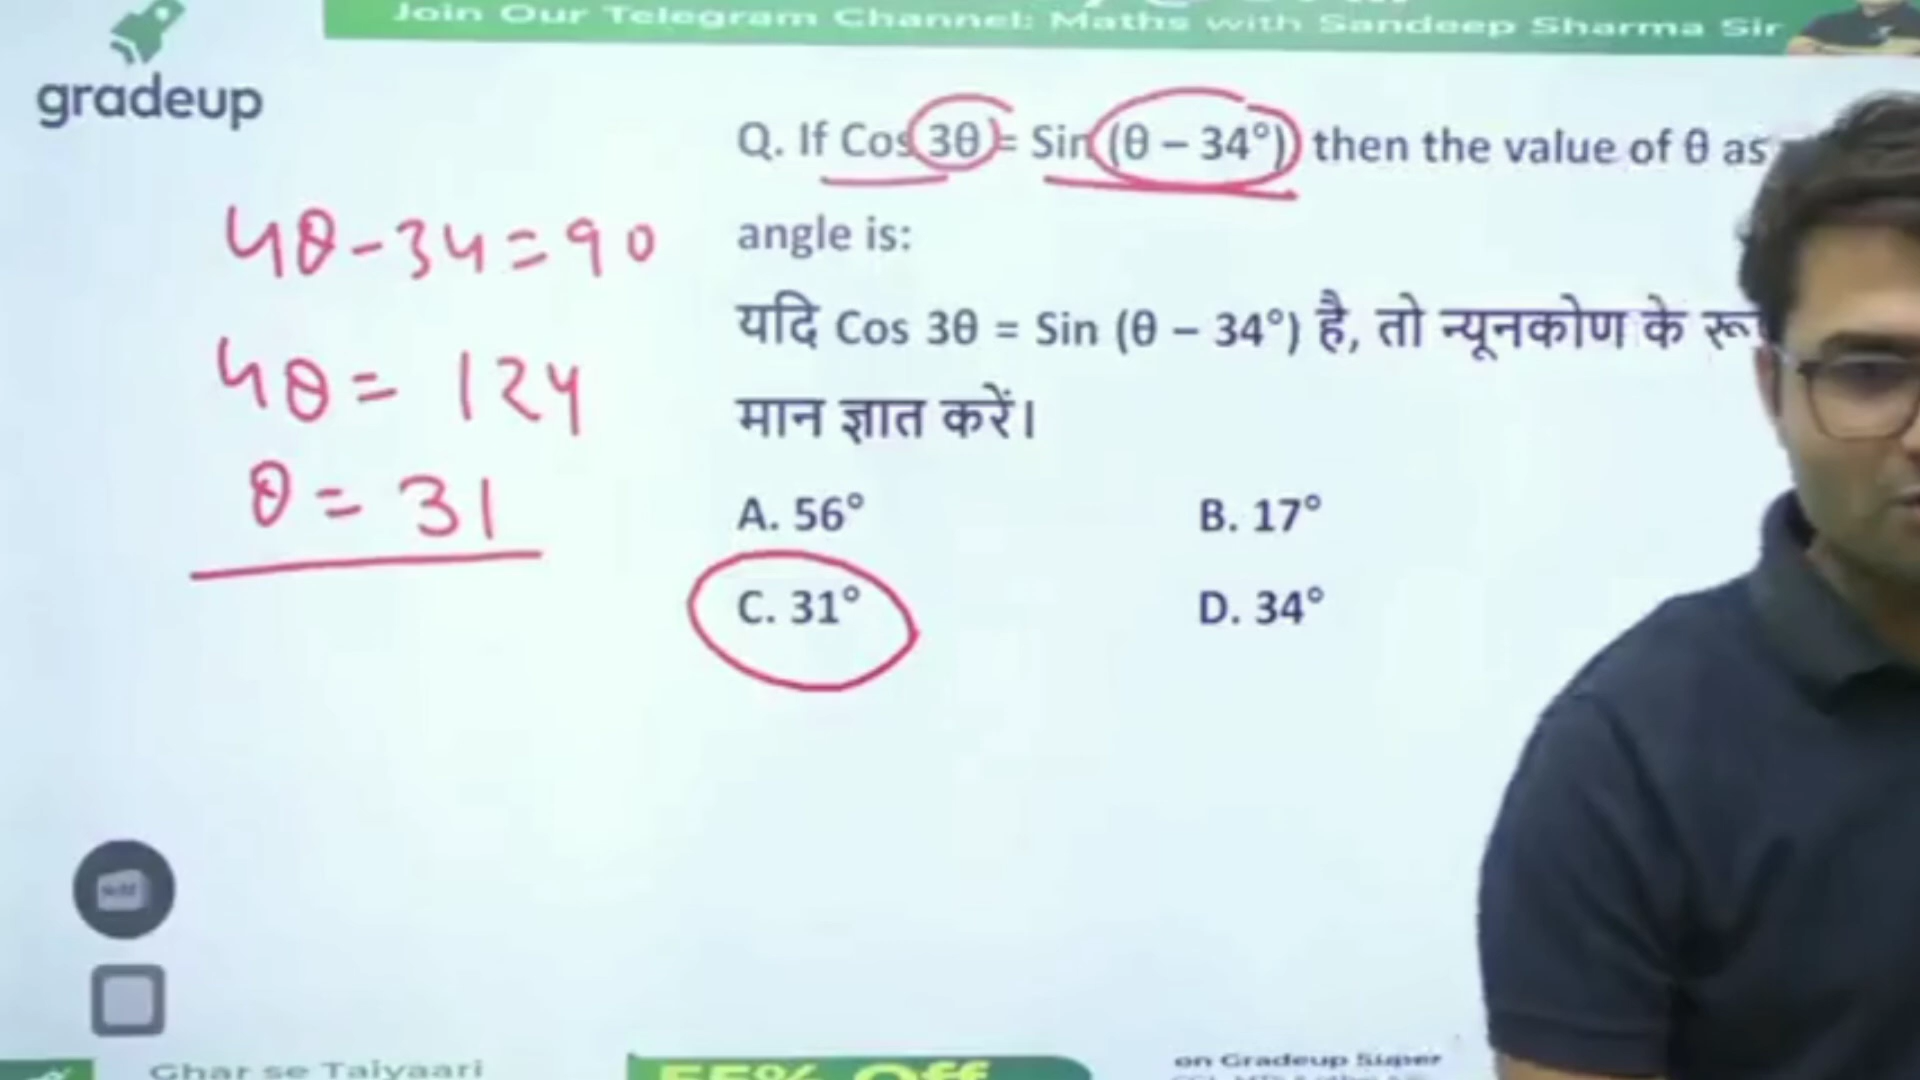 Join Our Telegram Channel: Maths with Sandeep Sharma Sir
gradeup
Q. If Cos 3θ = Sin (θ – 34°) then the value of θ as
angle is:
यदि Cos 3θ = Sin (θ – 34°) है, तो न्यूनकोण के
मान ज्ञात करें।
A. 56°
B. 17°
C. 31°
D. 34°
4θ-34=90
4θ= 124
θ= 31
Ghar se Taiyaari
55% Off
on Gradeup Super